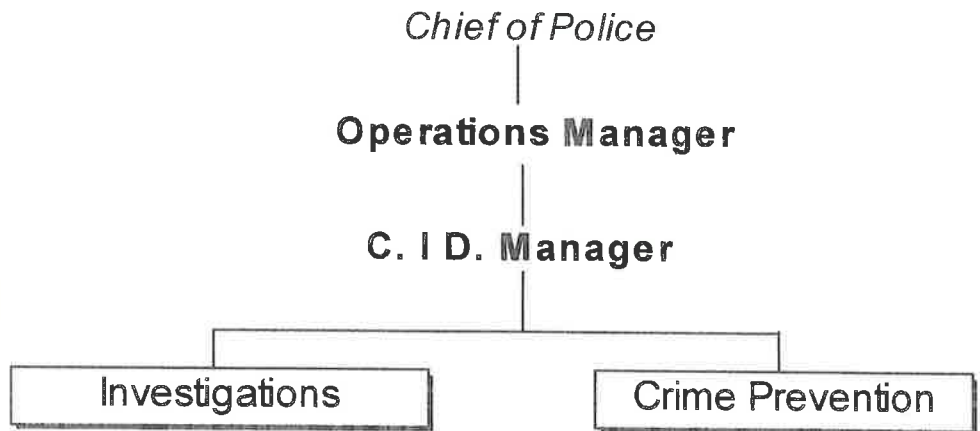 Chief of Police
Operations Manager
C. I D. Manager
Investigations
Crime Prevention